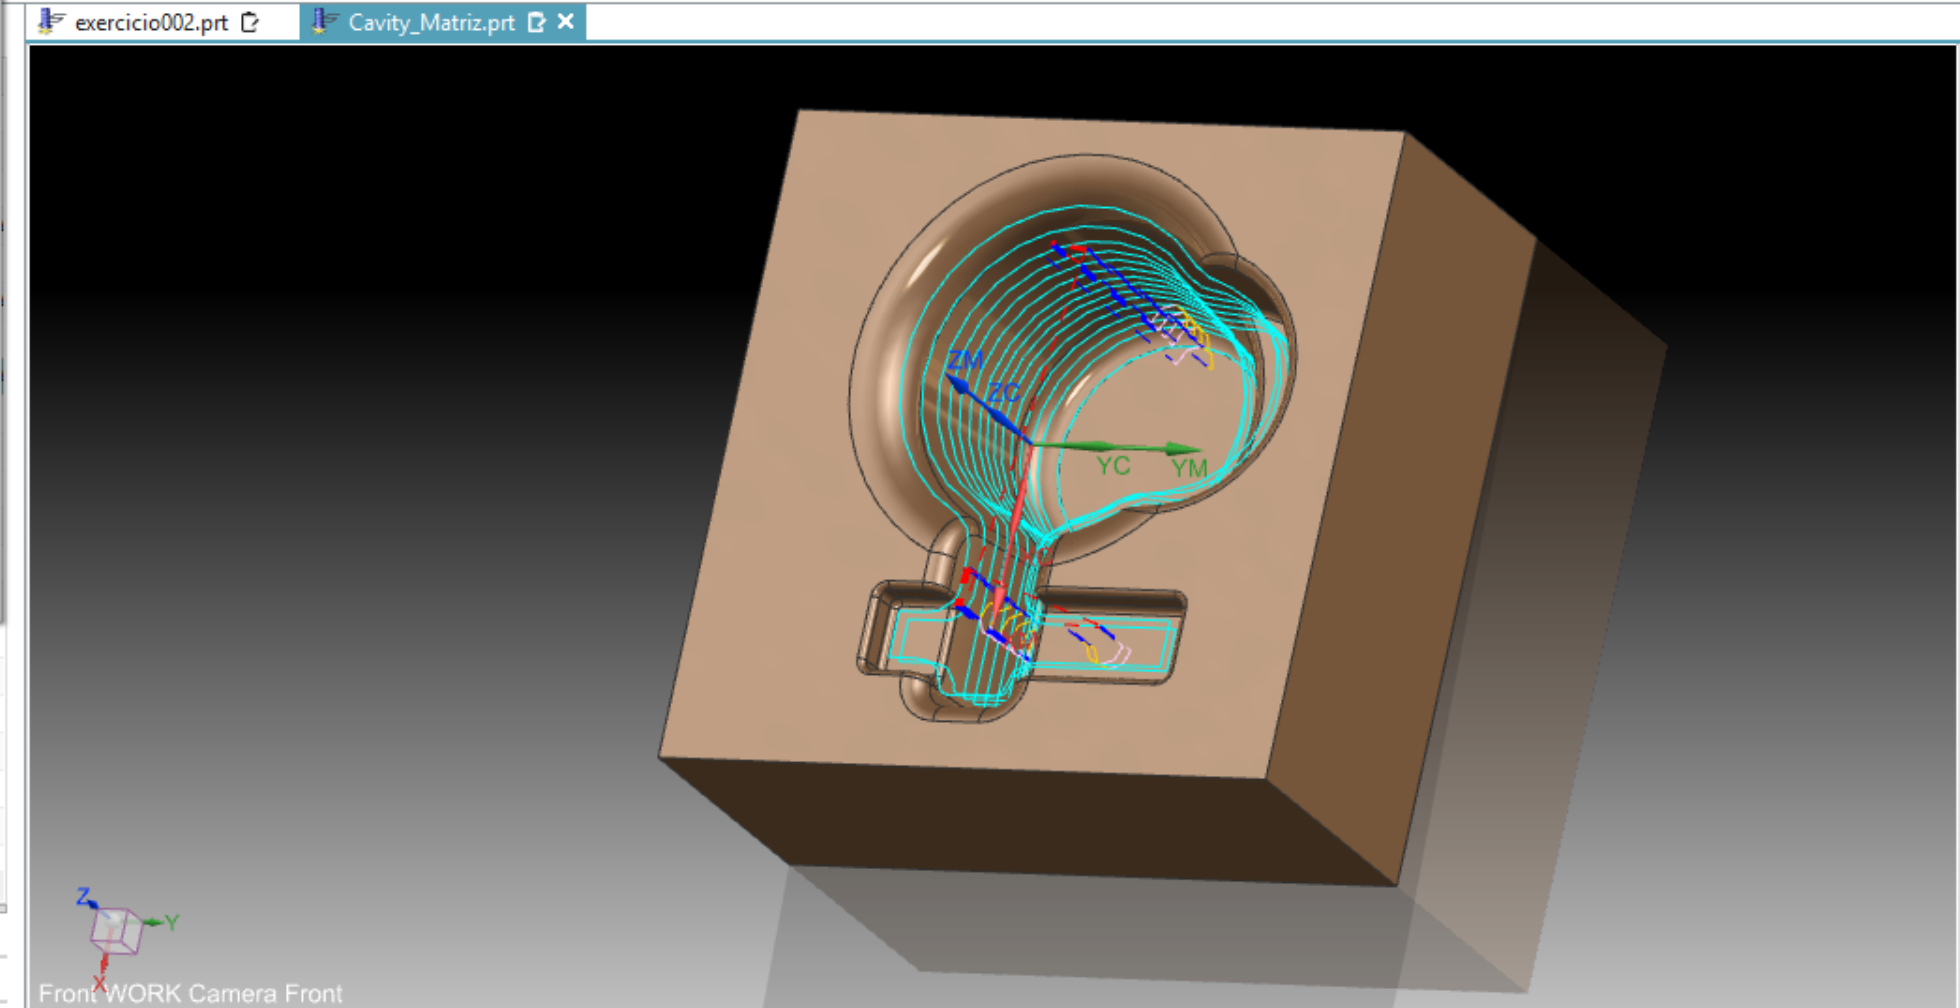 exercicio002.prt
Cavity_Matriz.prt
ZM
ZC
YC
YM
Z
Y
X
Front WORK Camera Front